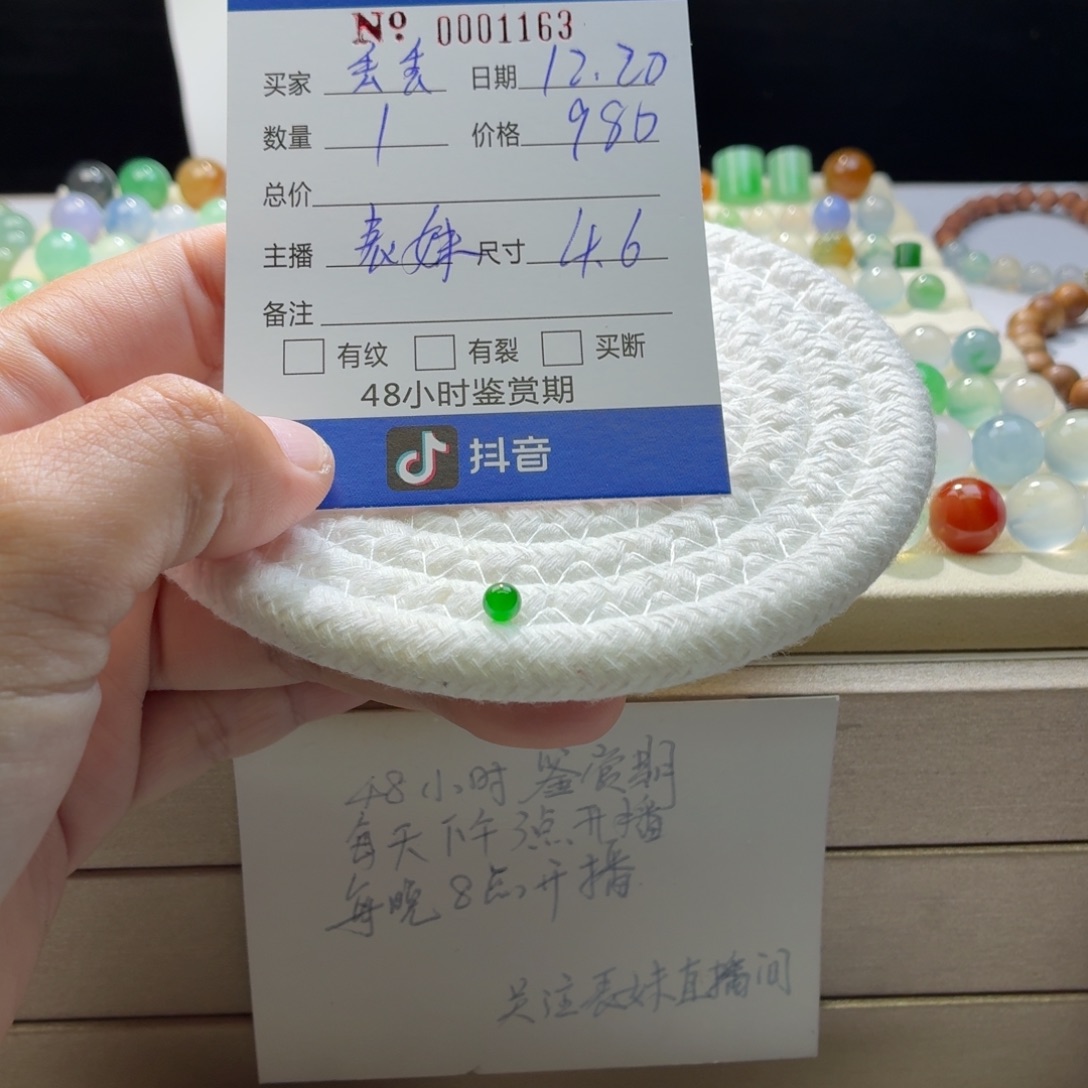 Nº 0001163
买家 丢丢 日期 12.20
数量 1 价格 980
总价
主播 表妹 尺寸 4.6
备注
有纹 有裂 买断
48小时鉴赏期
抖音
48小时鉴赏期
每天下午3点开播
每晚8点开播
关注表妹直播间